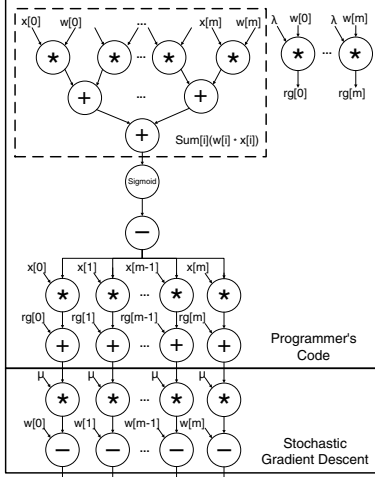 x[0] w[0] ... x[m] w[m] λ w[0] λ w[m]
* * ... * * * ... *
+ ... + rg[0] rg[m]
+ Sum[i](w[i] * x[i])
Sigmoid
−
x[0] x[1] x[m-1] x[m]
* * ... * *
rg[0] rg[1] rg[m-1] rg[m]
+ + ... + +
Programmer's
Code
μ μ μ μ
* * ... * *
w[0] w[1] w[m-1] w[m]
− − ... − −
Stochastic
Gradient Descent